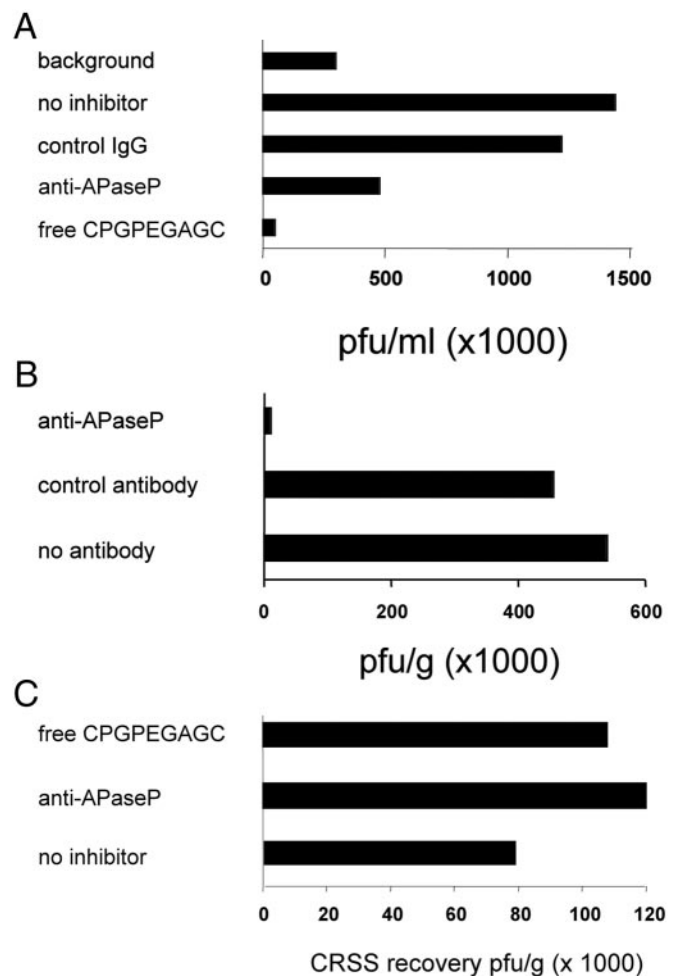 A
background
no inhibitor
control IgG
anti-APaseP
free CPGPEGAGC
0 500 1000 1500
pfu/ml (x1000)
B
anti-APaseP
control antibody
no antibody
0 200 400 600
pfu/g (x1000)
C
free CPGPEGAGC
anti-APaseP
no inhibitor
0 20 40 60 80 100 120
CRSS recovery pfu/g (x 1000)